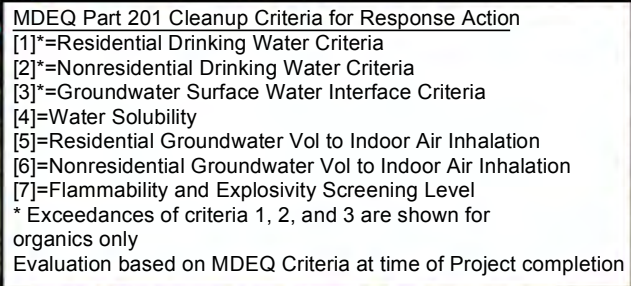 MDEQ Part 201 Cleanup Criteria for Response Action
[1]*=Residential Drinking Water Criteria
[2]*=Nonresidential Drinking Water Criteria
[3]*=Groundwater Surface Water Interface Criteria
[4]=Water Solubility
[5]=Residential Groundwater Vol to Indoor Air Inhalation
[6]=Nonresidential Groundwater Vol to Indoor Air Inhalation
[7]=Flammability and Explosivity Screening Level
* Exceedances of criteria 1, 2, and 3 are shown for
organics only
Evaluation based on MDEQ Criteria at time of Project completion